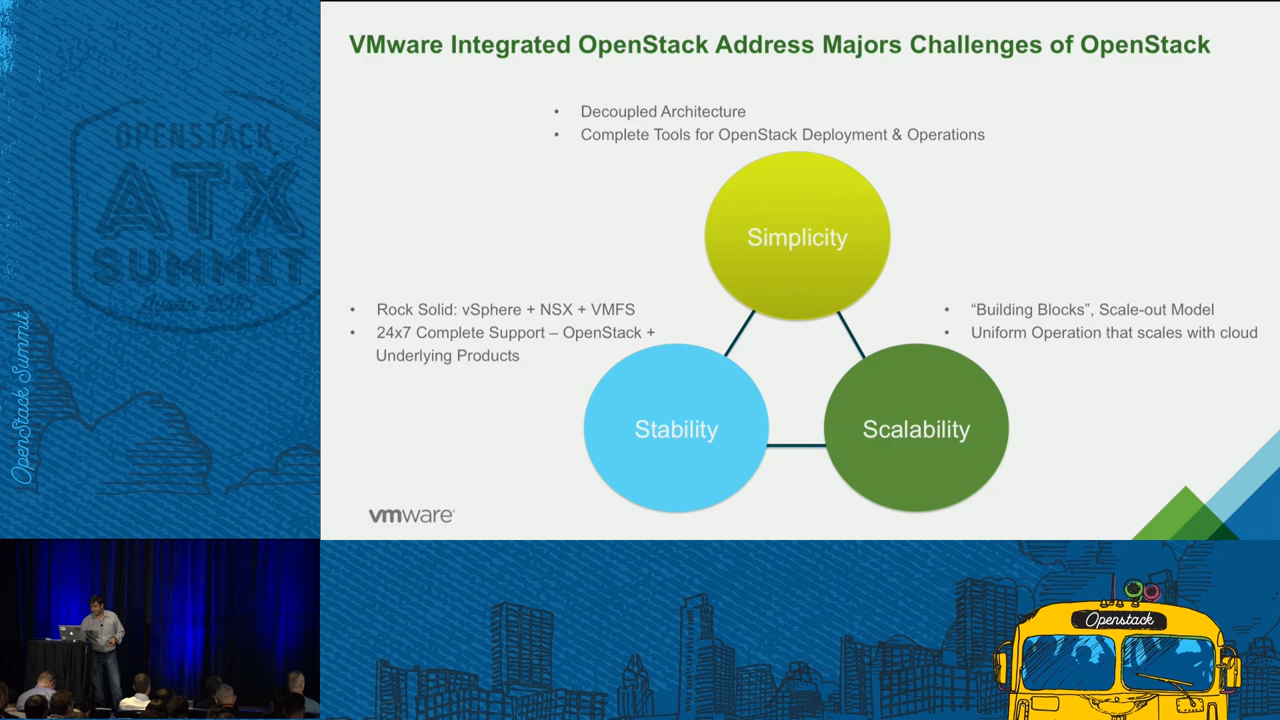 VMware Integrated OpenStack Address Majors Challenges of OpenStack
• Decoupled Architecture
• Complete Tools for OpenStack Deployment & Operations
Simplicity
• Rock Solid: vSphere + NSX + VMFS
• 24x7 Complete Support – OpenStack +
Underlying Products
• “Building Blocks”, Scale-out Model
• Uniform Operation that scales with cloud
Stability
Scalability
vmware
OPENSTACK
ATX
SUMMIT
OpenStack Summit
Openstack